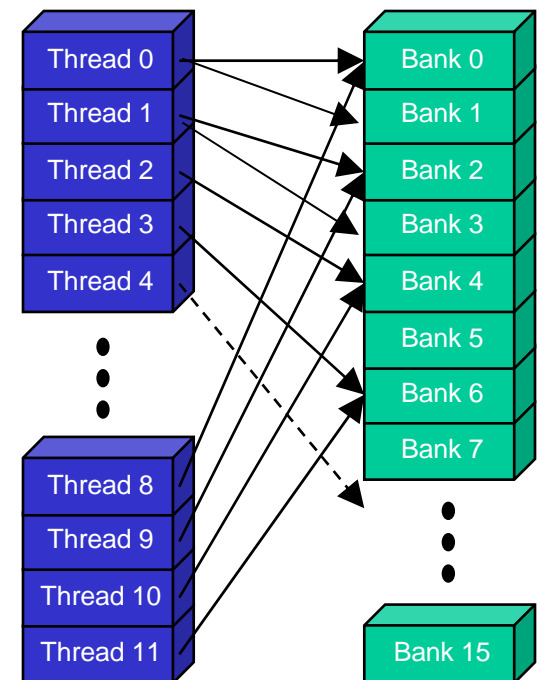 Thread 0
Thread 1
Thread 2
Thread 3
Thread 4
Thread 8
Thread 9
Thread 10
Thread 11
Bank 0
Bank 1
Bank 2
Bank 3
Bank 4
Bank 5
Bank 6
Bank 7
Bank 15